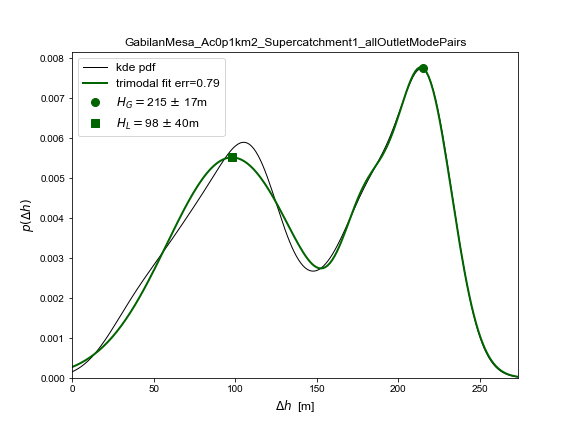 GabilanMesa_Ac0p1km2_Supercatchment1_allOutletModePairs
kde pdf
trimodal fit err=0.79
H_G = 215 ± 17m
H_L = 98 ± 40m
p(Δh)
0.008
0.007
0.006
0.005
0.004
0.003
0.002
0.001
0.000
0 50 100 150 200 250
Δh [m]